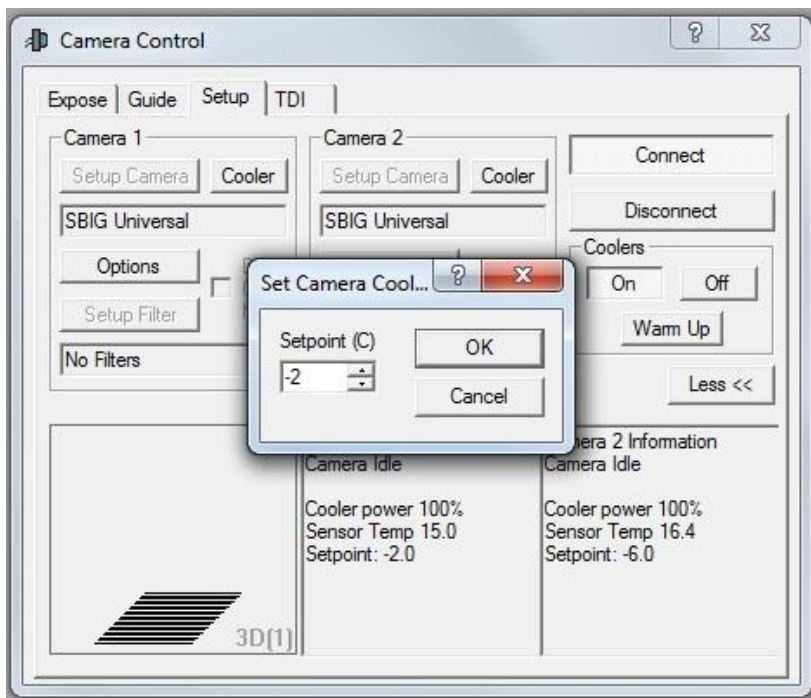 Camera Control
Expose Guide Setup TDI
Camera 1
Setup Camera Cooler
SBIG Universal
Options
Setup Filter
No Filters
Camera 2
Setup Camera Cooler
SBIG Universal
Connect
Disconnect
Coolers
On Off
Warm Up
Less <<
Set Camera Cool...
Setpoint (C)
-2
OK
Cancel
3D(1)
Camera Idle
Cooler power 100%
Sensor Temp 15.0
Setpoint: -2.0
mera 2 Information
Camera Idle
Cooler power 100%
Sensor Temp 16.4
Setpoint: -6.0